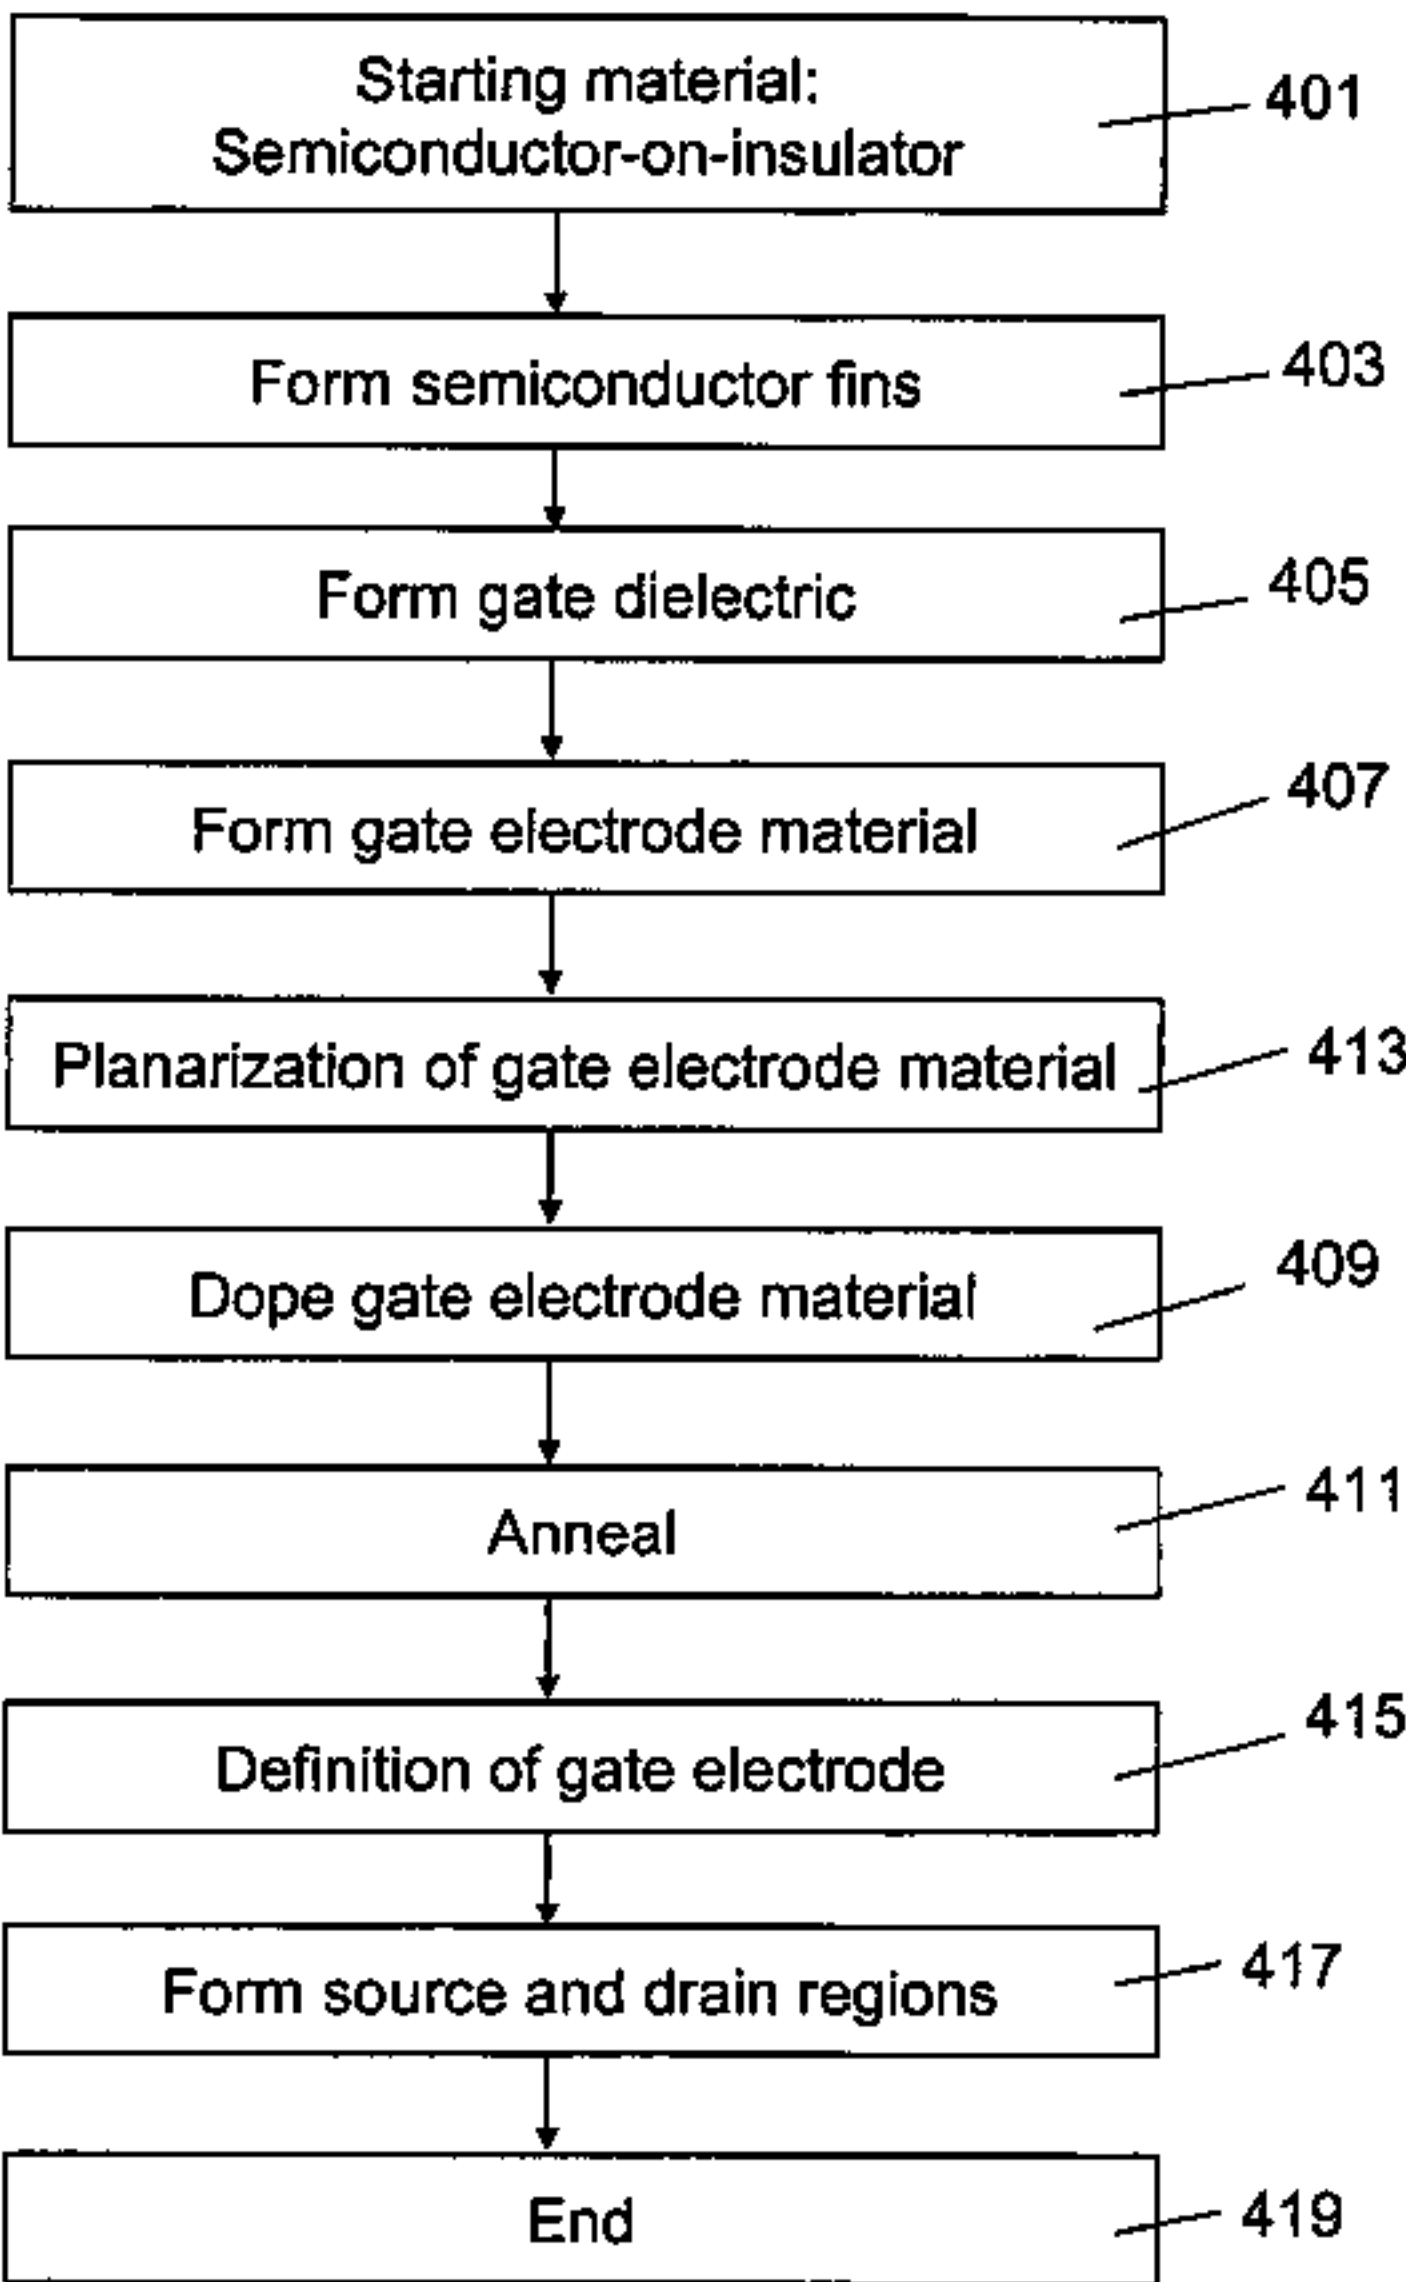 Starting material:
Semiconductor-on-insulator
401
Form semiconductor fins
403
Form gate dielectric
405
Form gate electrode material
407
Planarization of gate electrode material
413
Dope gate electrode material
409
Anneal
411
Definition of gate electrode
415
Form source and drain regions
417
End
419